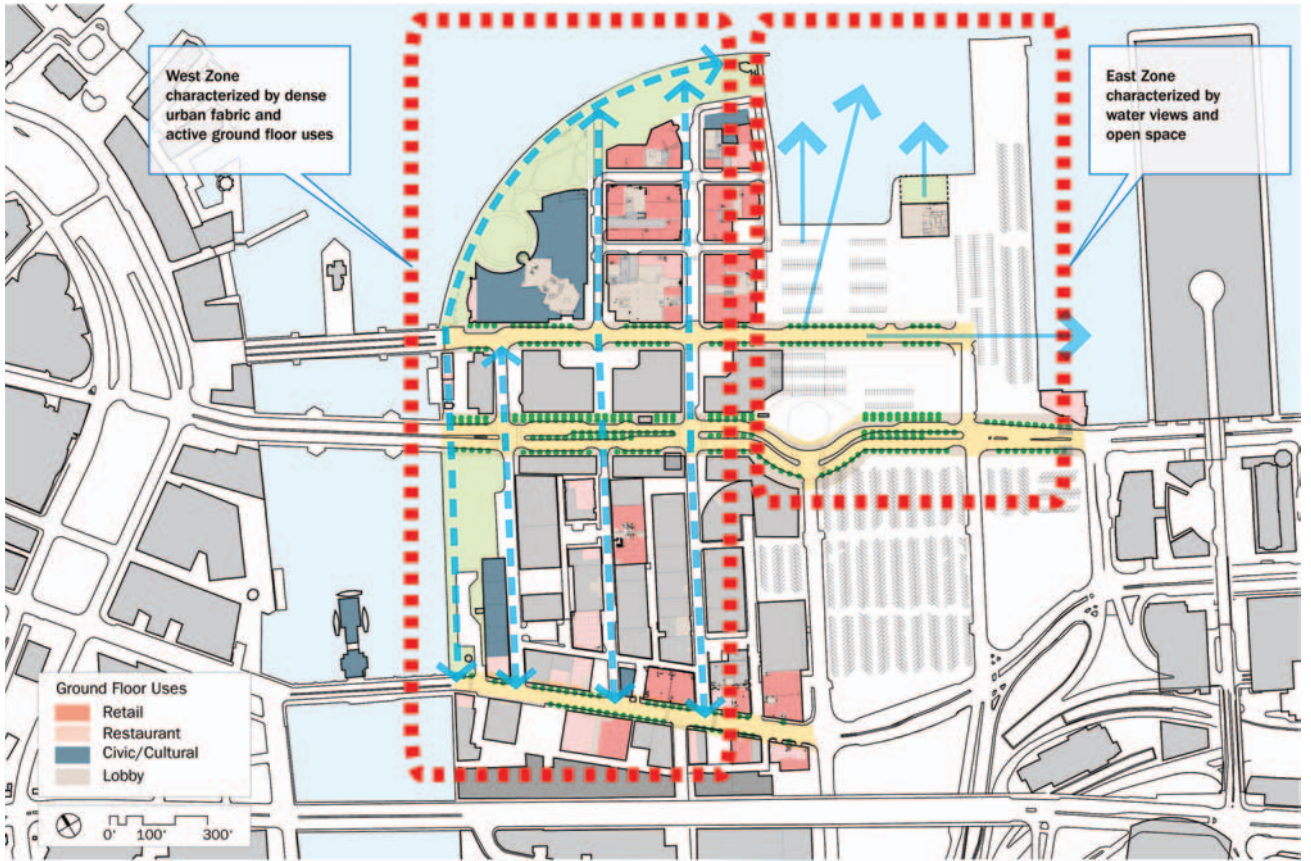 West Zone
characterized by dense
urban fabric and
active ground floor uses
East Zone
characterized by
water views and
open space
Ground Floor Uses
Retail
Restaurant
Civic/Cultural
Lobby
0' 100' 300'